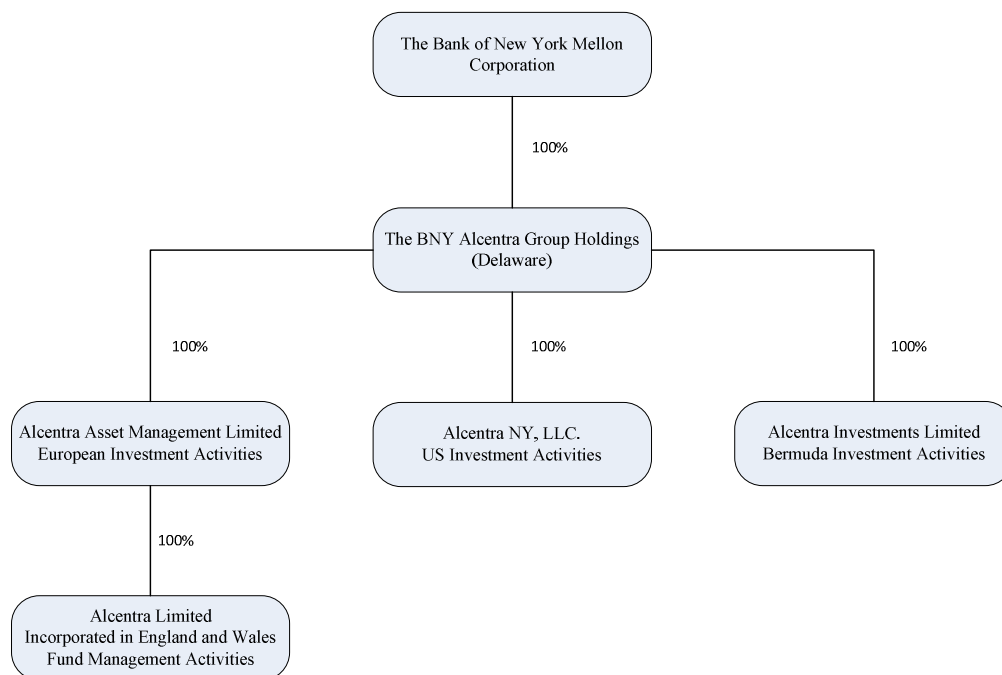 The Bank of New York Mellon
Corporation
100%
The BNY Alcentra Group Holdings
(Delaware)
100%
100%
100%
Alcentra Asset Management Limited
European Investment Activities
Alcentra NY, LLC.
US Investment Activities
Alcentra Investments Limited
Bermuda Investment Activities
100%
Alcentra Limited
Incorporated in England and Wales
Fund Management Activities